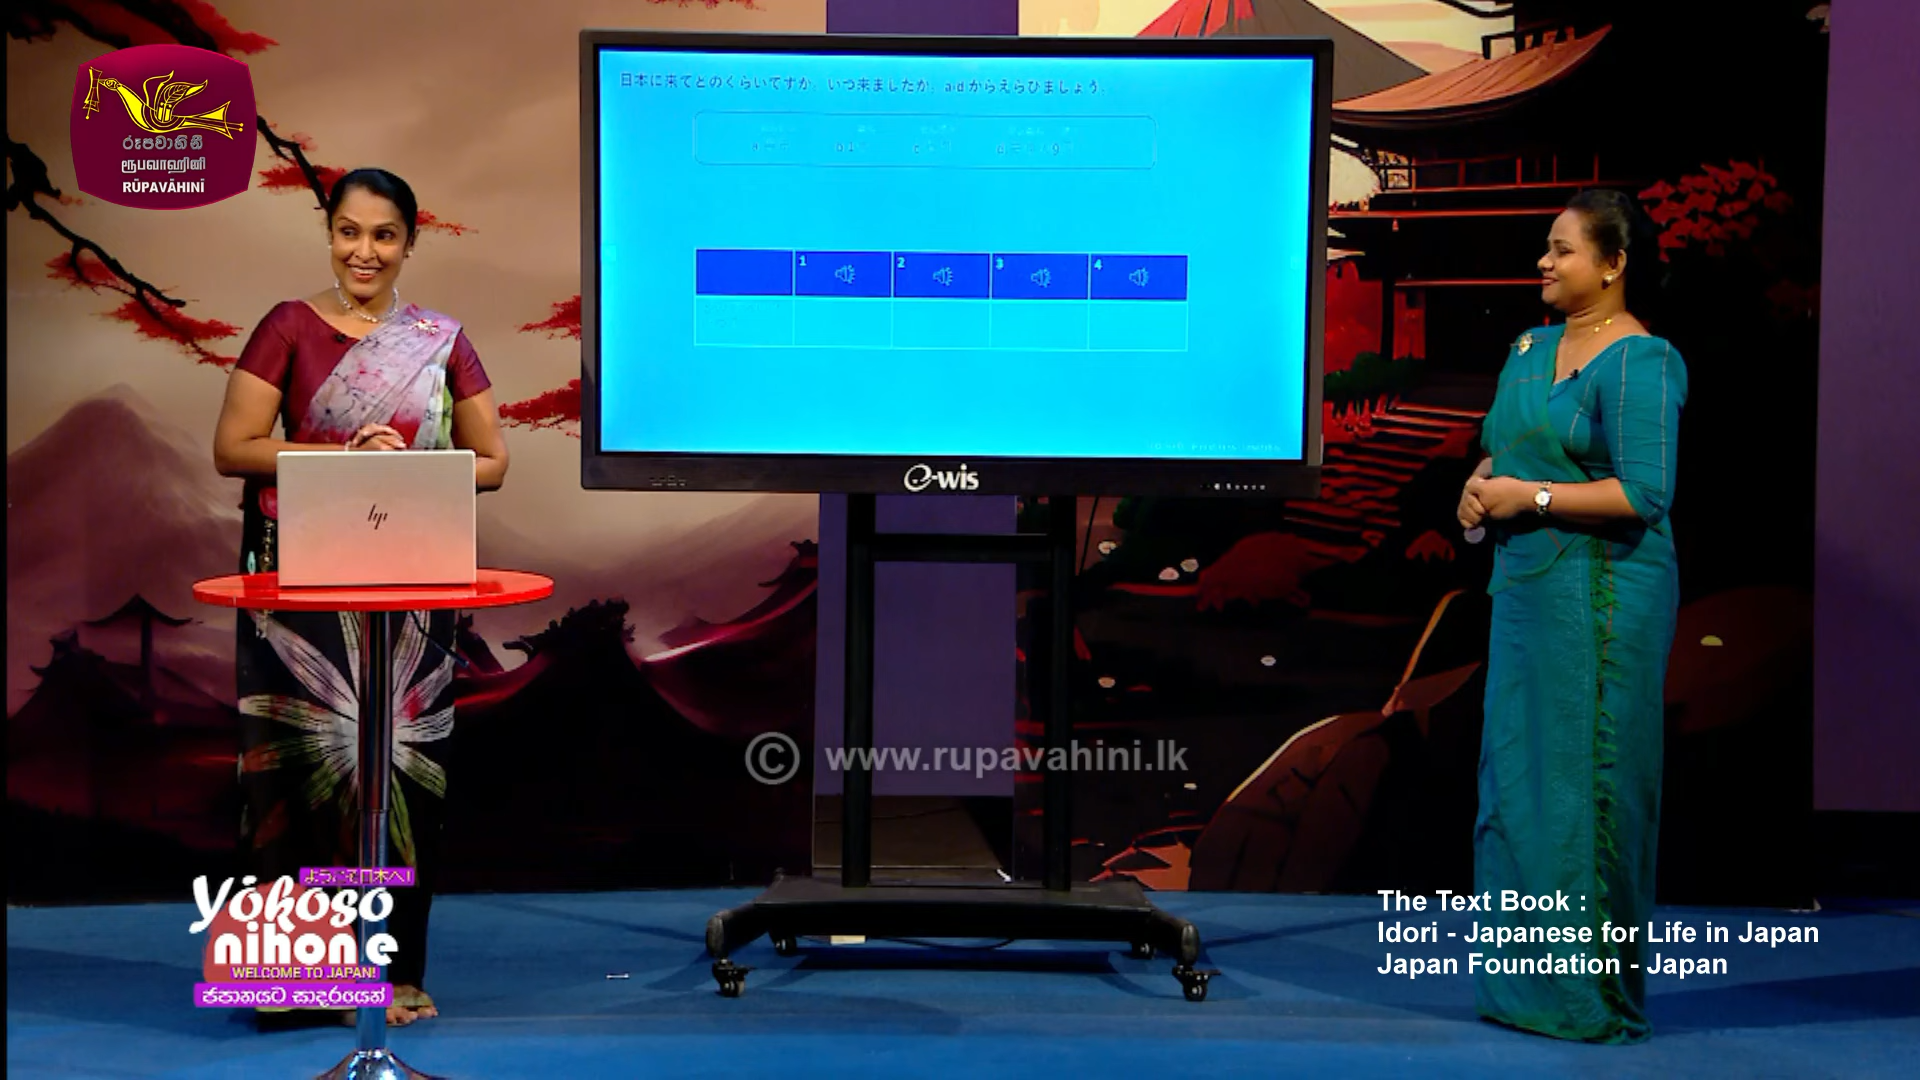 රූපවාහිනී
ரூபவாஹினி
RŪPAVĀHINĪ
日本に来てどのくらいですか。いつ来ましたか。a-dからえらびましょう。
1
2
3
4
e-wis
hp
© www.rupavahini.lk
ようこそ日本へ!
yōkoso
nihon e
WELCOME TO JAPAN!
ජපානයට සාදරයෙන්
The Text Book :
Idori - Japanese for Life in Japan
Japan Foundation - Japan